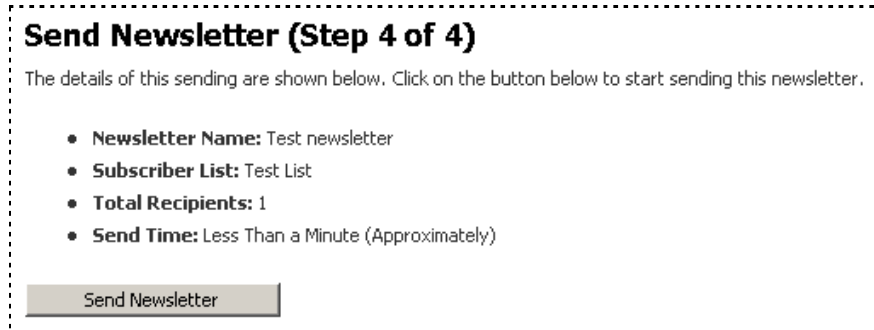 Send Newsletter (Step 4 of 4)
The details of this sending are shown below. Click on the button below to start sending this newsletter.
• Newsletter Name: Test newsletter
• Subscriber List: Test List
• Total Recipients: 1
• Send Time: Less Than a Minute (Approximately)
Send Newsletter